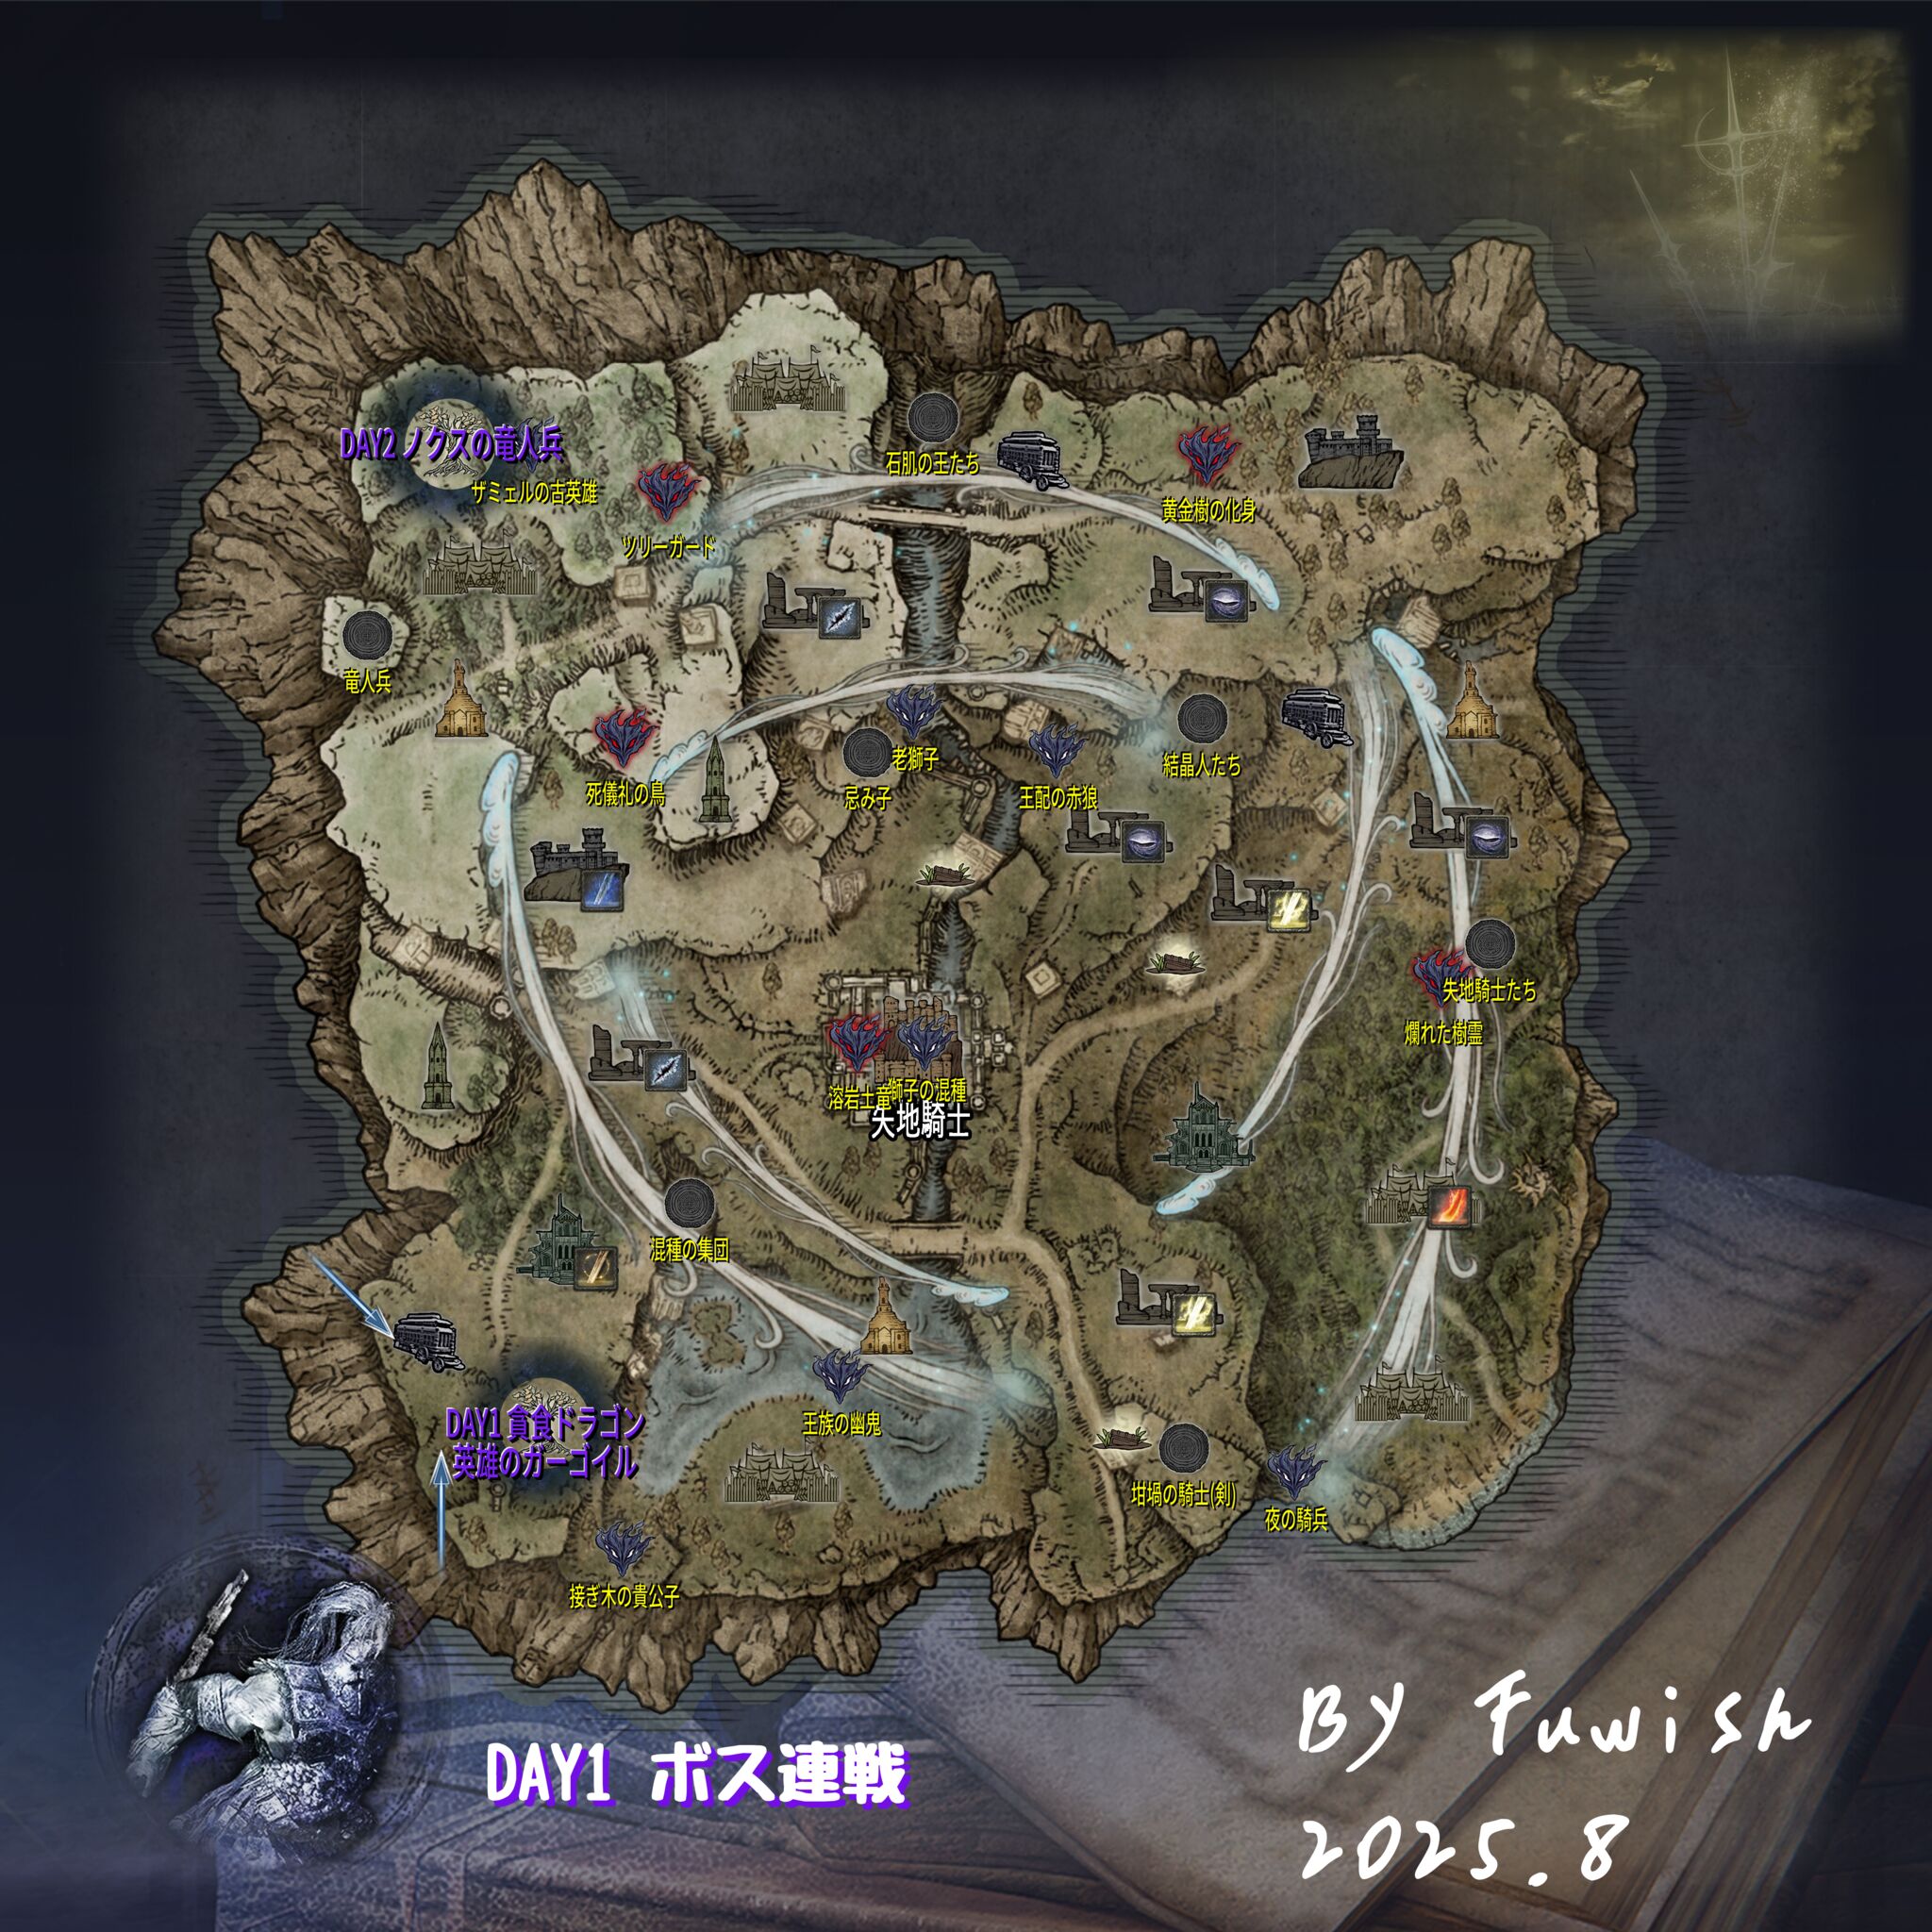 DAY2 ノクスの竜人兵
ザミェルの古英雄
石肌の王たち
黄金樹の化身
ツリーガード
竜人兵
死儀礼の鳥
忌み子
老獅子
王配の赤狼
結晶人たち
失地騎士たち
爛れた樹霊
溶岩土竜
獅子の混種
失地騎士
混種の集団
DAY1 貪食ドラゴン
英雄のガーゴイル
王族の幽鬼
坩堝の騎士(剣)
夜の騎兵
接ぎ木の貴公子
DAY1 ボス連戦
BY Fuwish
2025.8